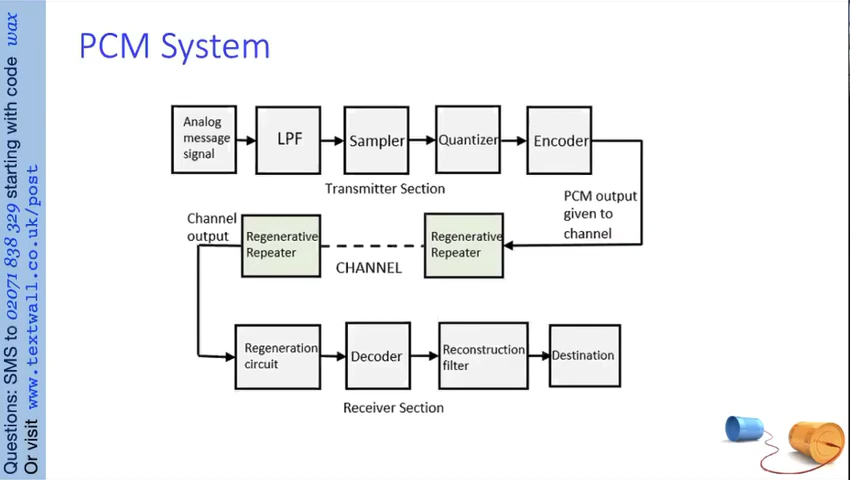 Questions: SMS to 02071 838 329 starting with code wax
Or visit www.textwall.co.uk/post
PCM System
Analog
message
signal
LPF
Sampler
Quantizer
Encoder
Transmitter Section
PCM output
given to
channel
Channel
output
Regenerative
Repeater
CHANNEL
Regenerative
Repeater
Regeneration
circuit
Decoder
Reconstruction
filter
Destination
Receiver Section